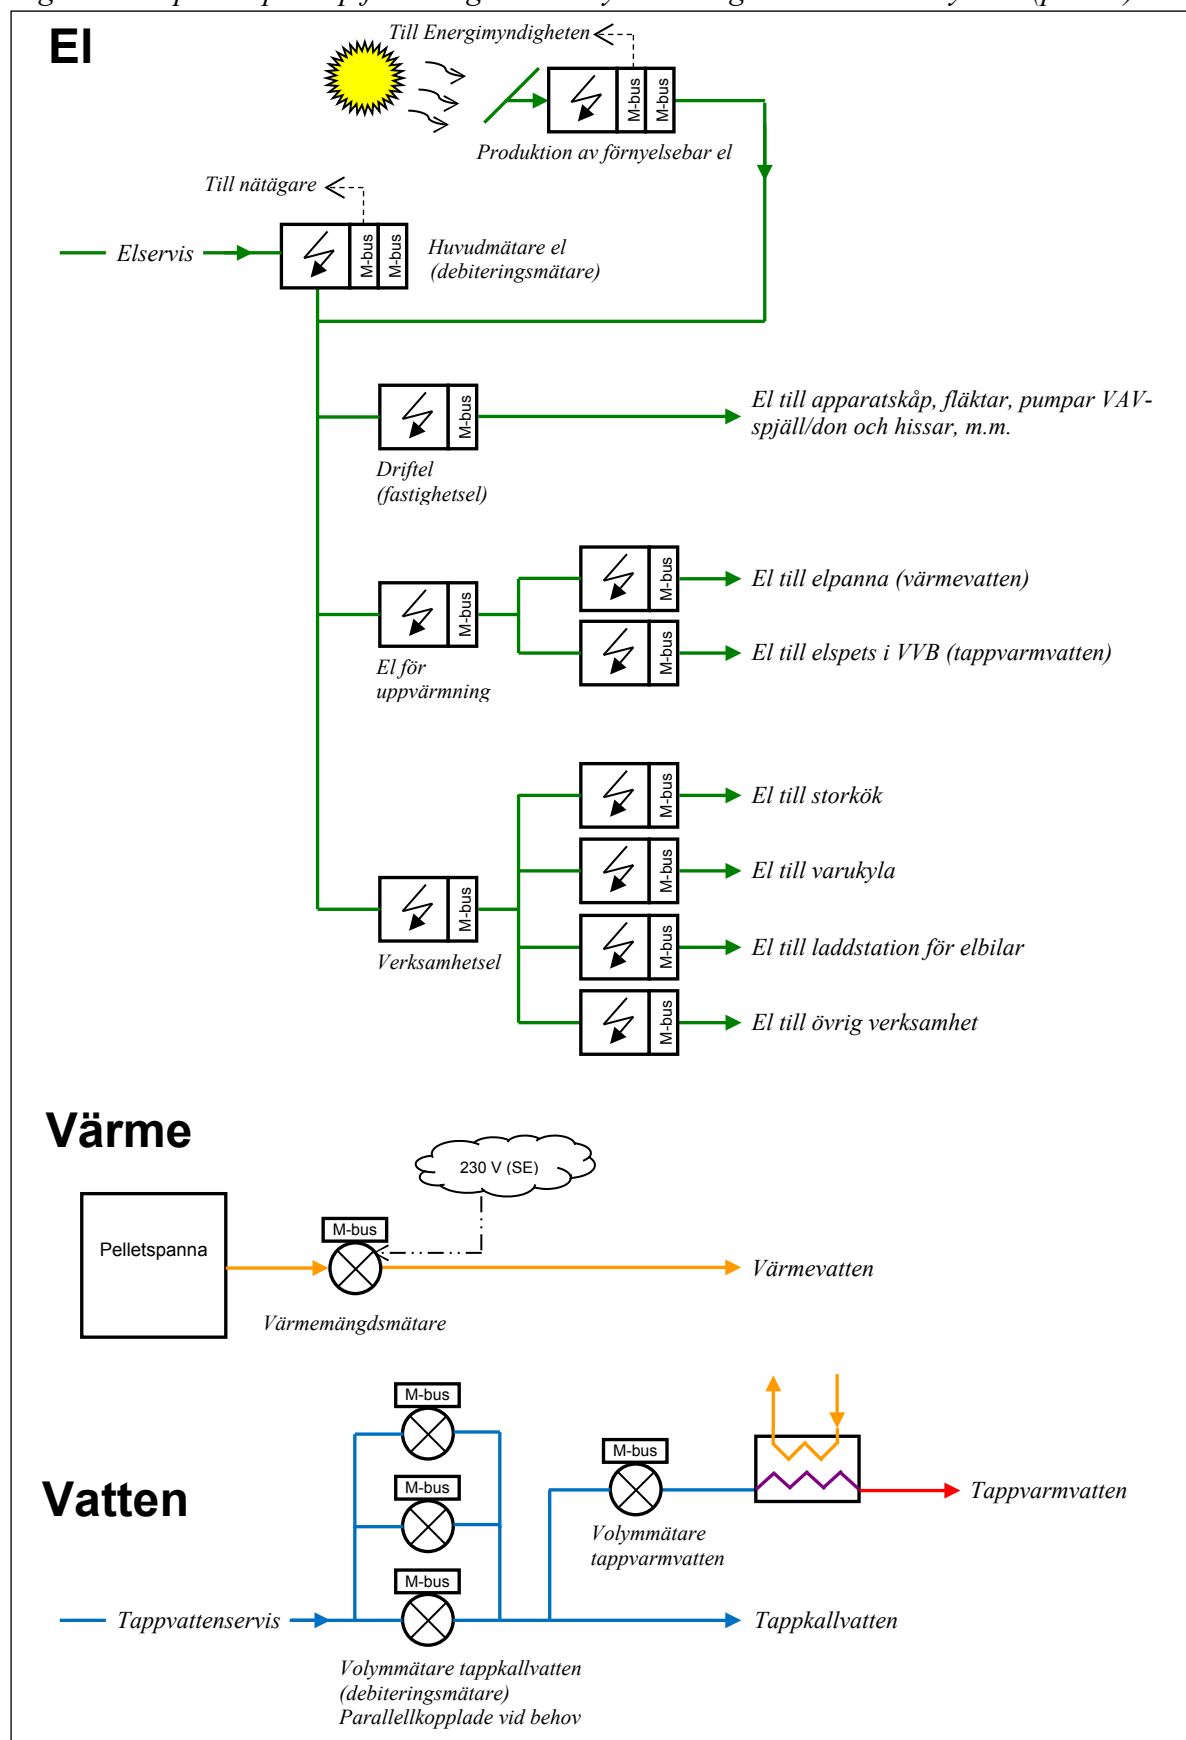 El
Till Energimyndigheten
M-bus
M-bus
Produktion av förnyelsebar el
Till nätägare
Elservis
M-bus
M-bus
Huvudmätare el
(debiteringsmätare)
M-bus
El till apparatskåp, fläktar, pumpar VAV-
spjäll/don och hissar, m.m.
Driftel
(fastighetsel)
M-bus
El till elpanna (värmevatten)
M-bus
M-bus
El till elspets i VVB (tappvarmvatten)
El för
uppvärmning
M-bus
El till storkök
M-bus
El till varukyla
M-bus
Verksamhetsel
M-bus
El till laddstation för elbilar
M-bus
El till övrig verksamhet
Värme
230 V (SE)
Pelletspanna
M-bus
Värmevatten
Värmemängdsmätare
M-bus
M-bus
M-bus
Vatten
Tappvarmvatten
Volymmätare
tappvarmvatten
M-bus
Tappvattenservis
Tappkallvatten
Volymmätare tappkallvatten
(debiteringsmätare)
Parallellkopplade vid behov